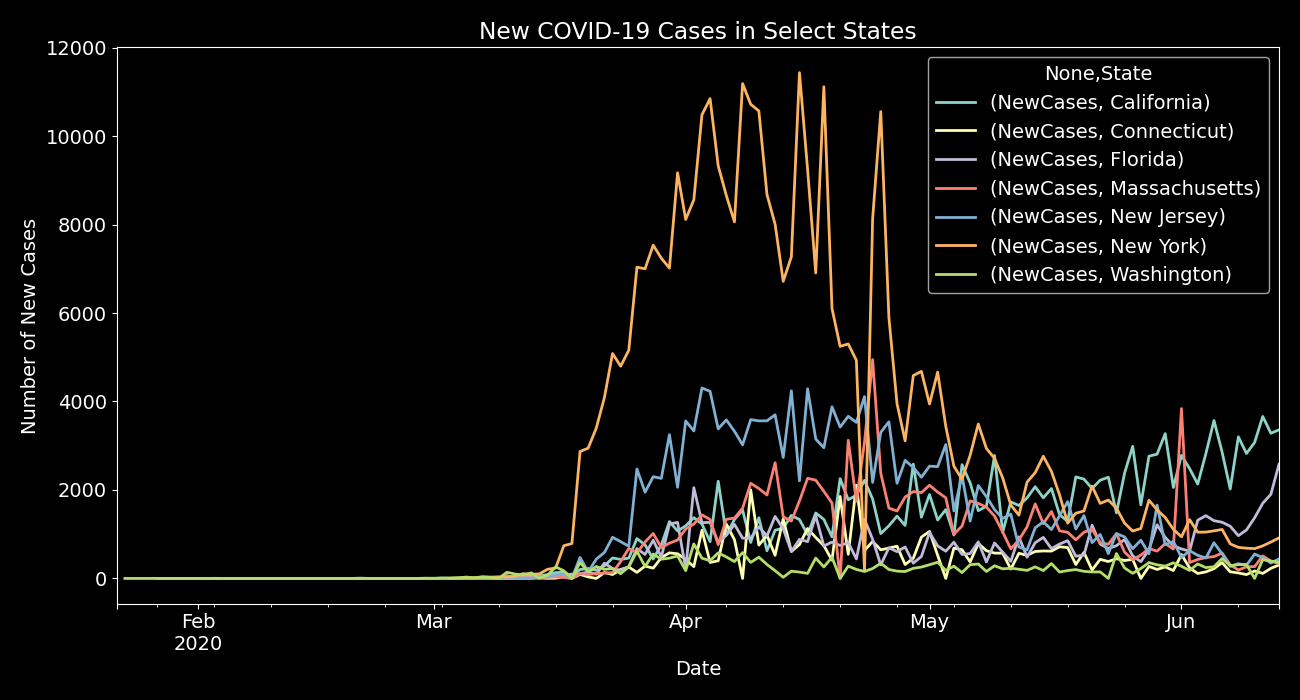 New COVID-19 Cases in Select States
12000
10000
8000
6000
4000
2000
0
Number of New Cases
None,State
(NewCases, California)
(NewCases, Connecticut)
(NewCases, Florida)
(NewCases, Massachusetts)
(NewCases, New Jersey)
(NewCases, New York)
(NewCases, Washington)
Feb Mar Apr May Jun
2020
Date